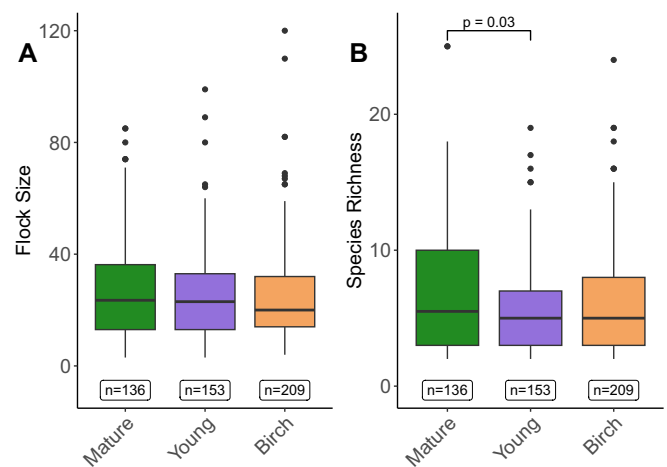 A
Flock Size
120
80
40
0
n=136
n=153
n=209
Mature
Young
Birch
B
p = 0.03
Species Richness
20
10
0
n=136
n=153
n=209
Mature
Young
Birch